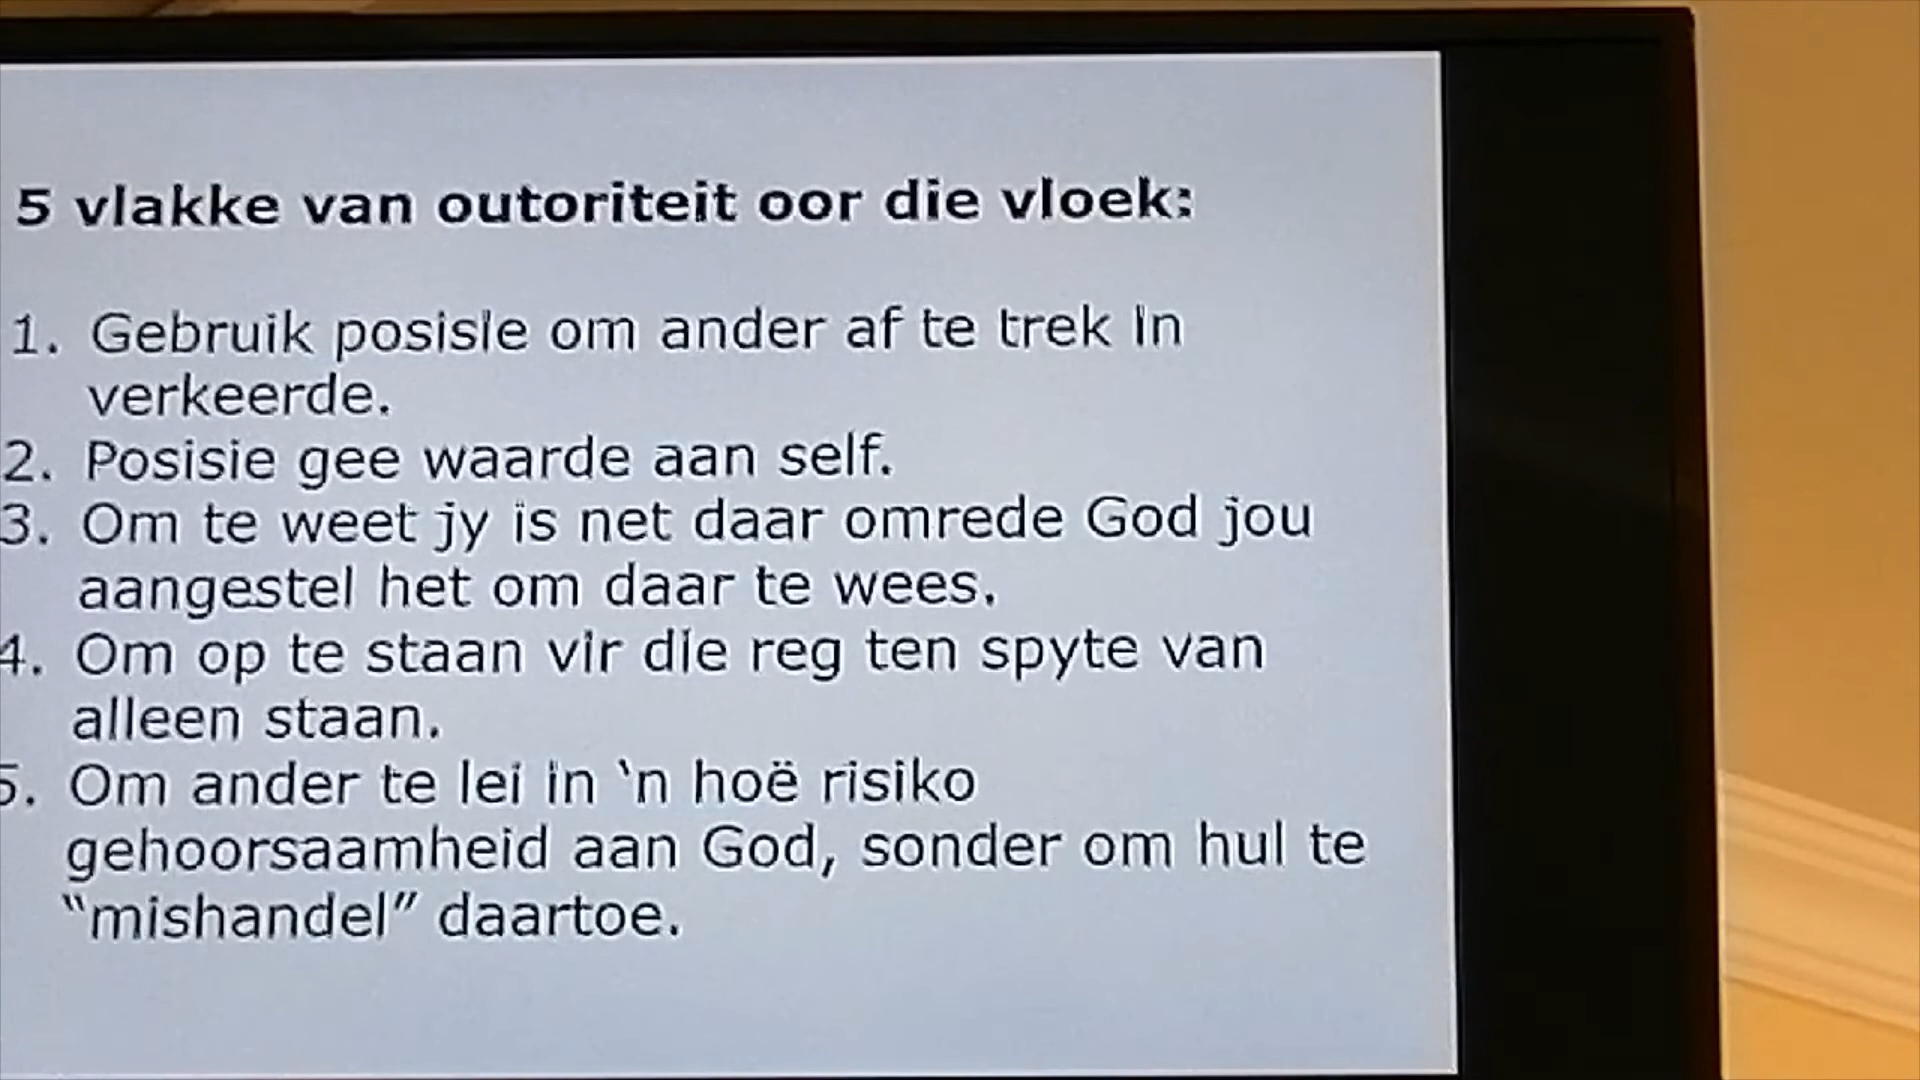 5 vlakke van outoriteit oor die vloek:
1. Gebruik posisie om ander af te trek in
verkeerde.
2. Posisie gee waarde aan self.
3. Om te weet jy is net daar omrede God jou
aangestel het om daar te wees.
4. Om op te staan vir die reg ten spyte van
alleen staan.
5. Om ander te lei in ‘n hoë risiko
gehoorsaamheid aan God, sonder om hul te
“mishandel” daartoe.